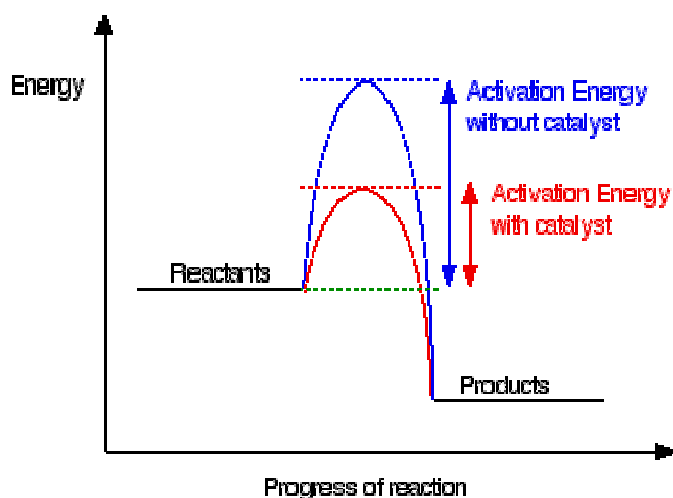 Energy
Activation Energy
without catalyst
Activation Energy
with catalyst
Reactants
Products
Progress of reaction